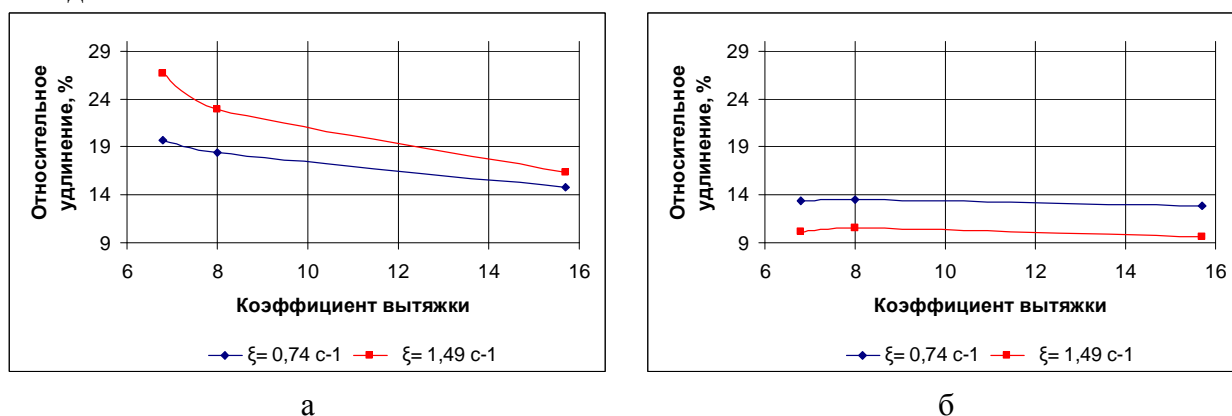 29
24
19
14
9
Относительное
удлинение, %
6 8 10 12 14 16
Коэффициент вытяжки
ξ= 0,74 с-1 ξ= 1,49 с-1
а
29
24
19
14
9
Относительное
удлинение, %
6 8 10 12 14 16
Коэффициент вытяжки
ξ= 0,74 с-1 ξ= 1,49 с-1
б